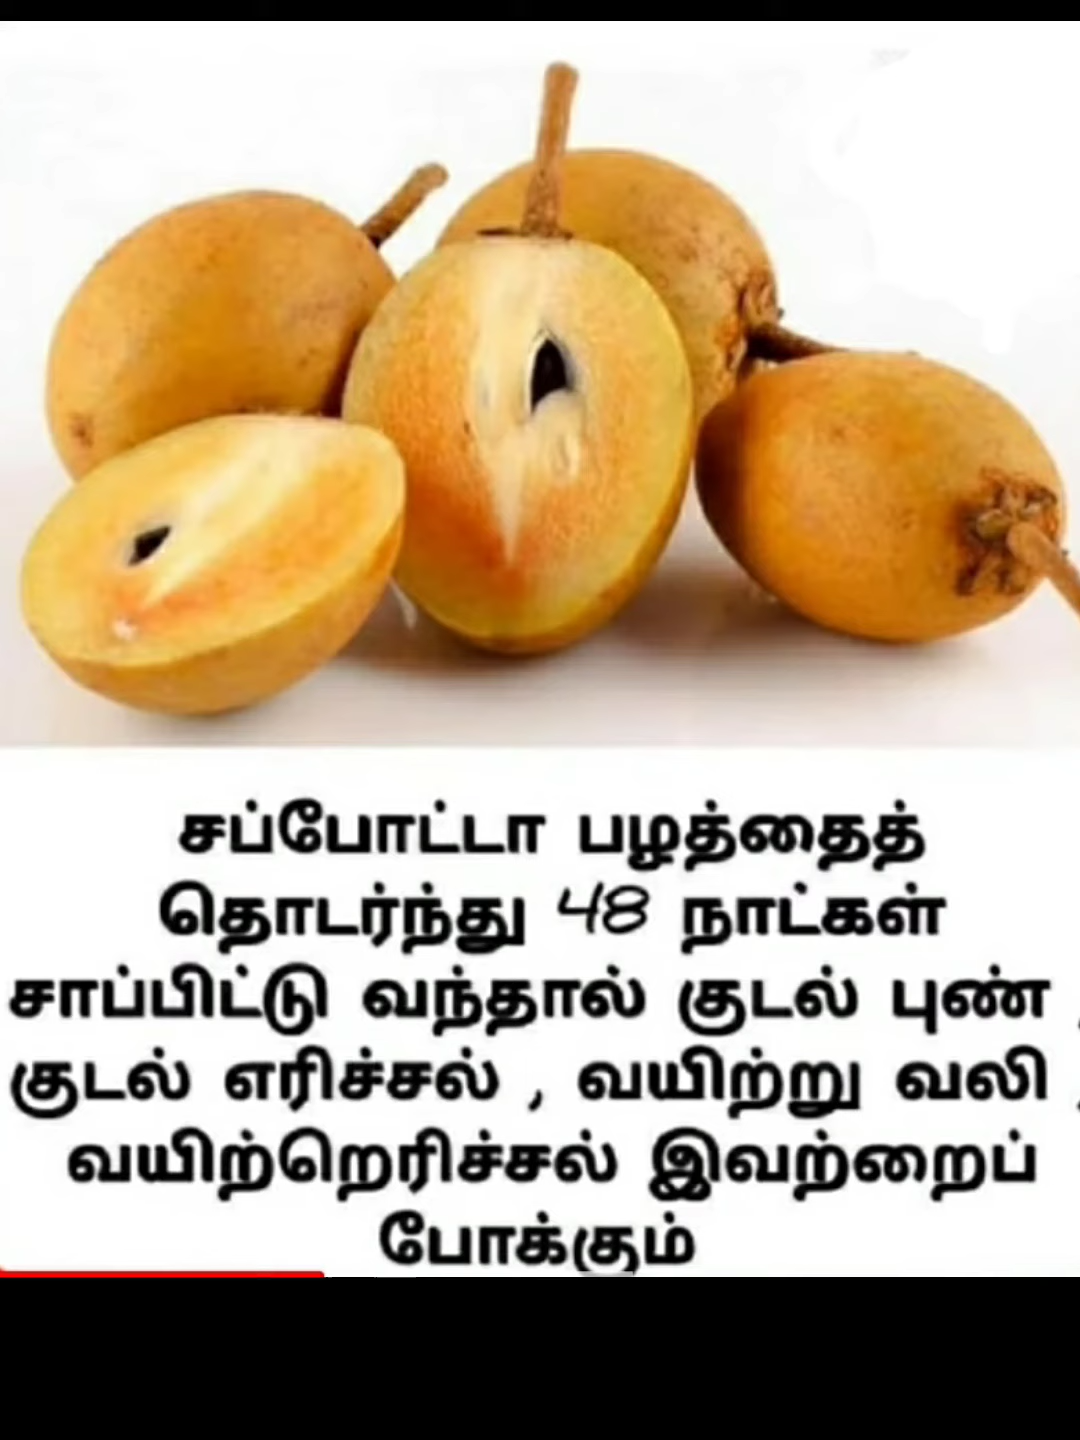 சப்போட்டா பழத்தைத்
தொடர்ந்து 48 நாட்கள்
சாப்பிட்டு வந்தால் குடல் புண் ,
குடல் எரிச்சல் , வயிற்று வலி ,
வயிற்றெரிச்சல் இவற்றைப்
போக்கும்